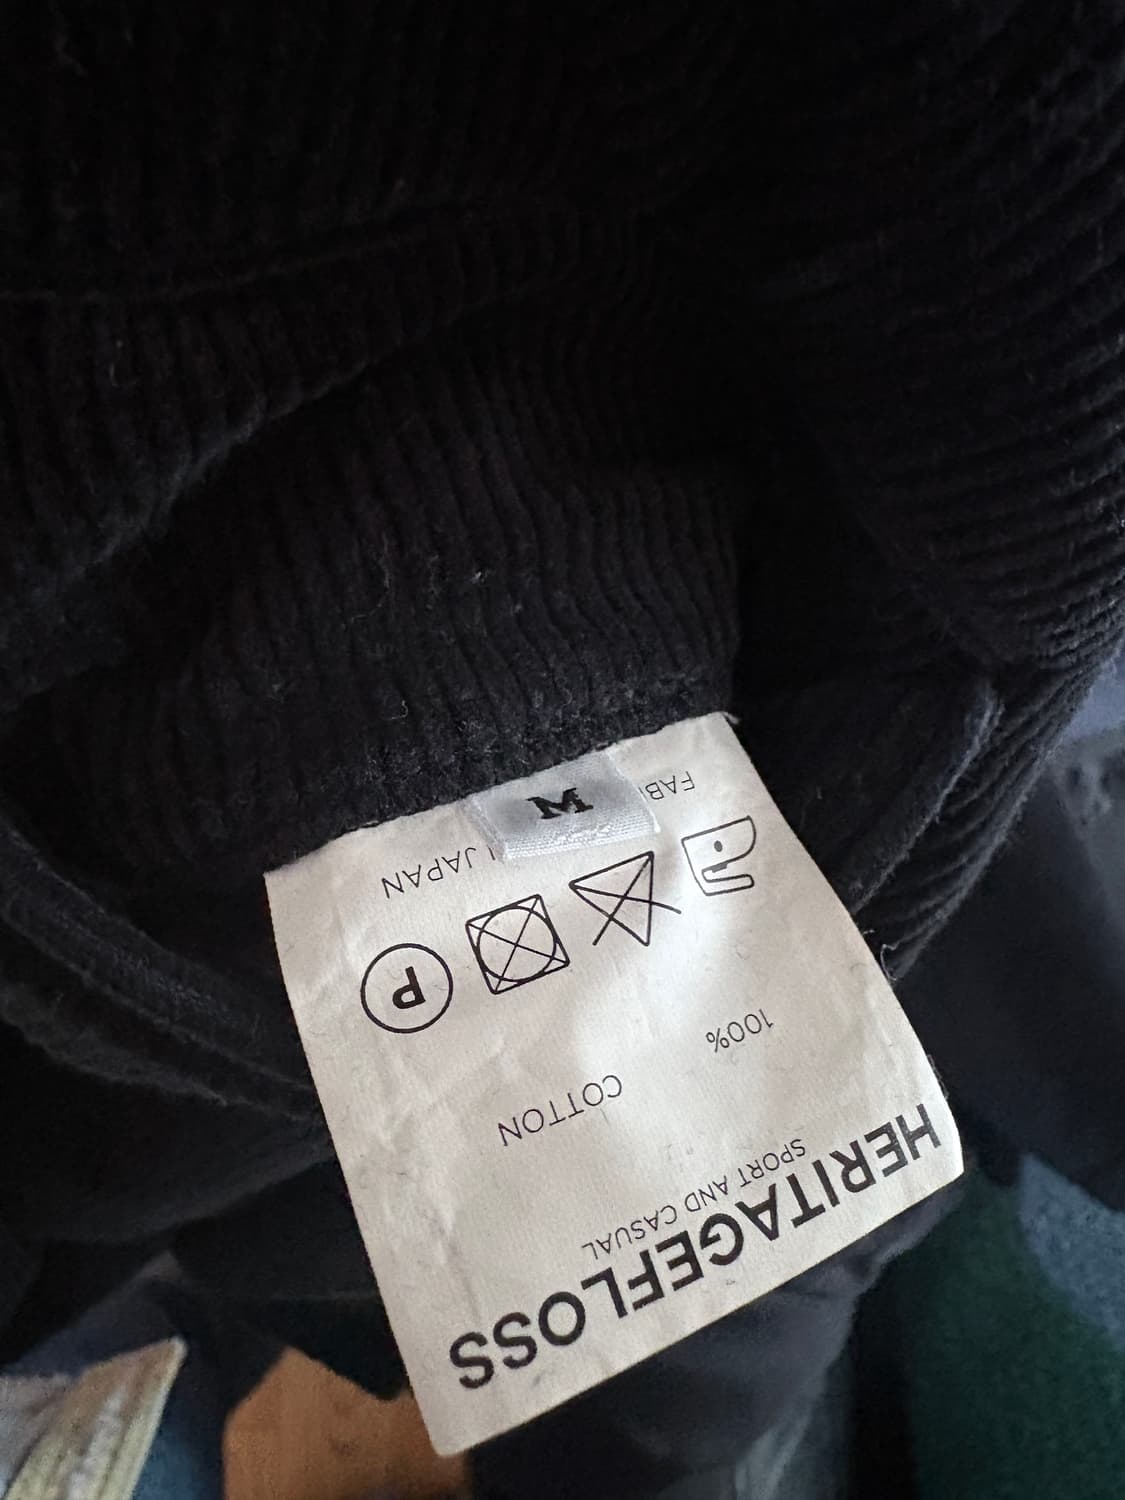 HERITAGEFLOSS
SPORT AND CASUAL
COTTON
100%
P
JAPAN
M